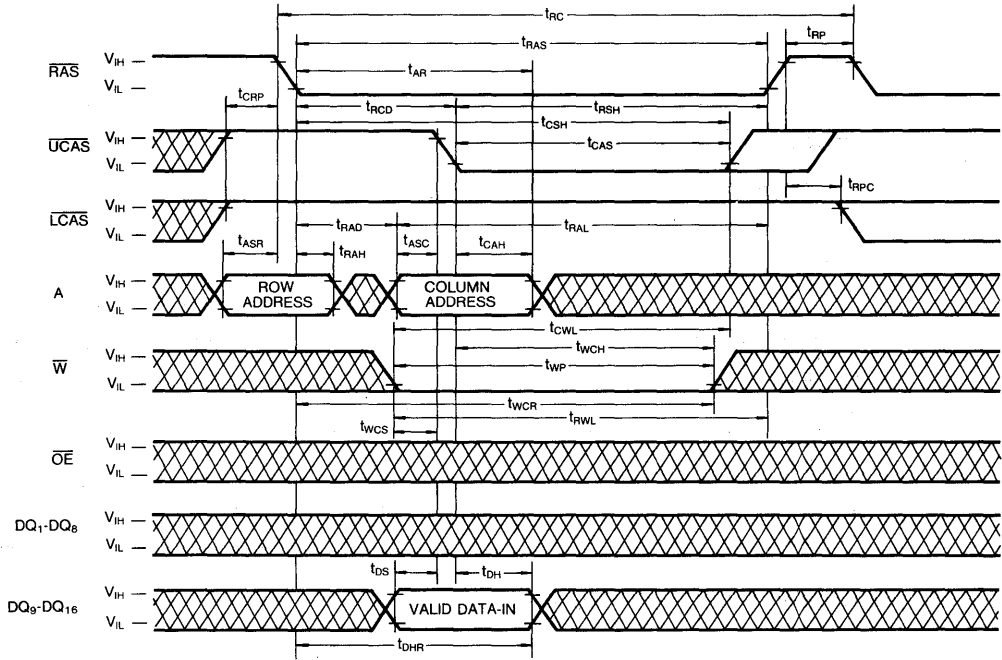 tRC
tRAS
tRP
RAS
VIH
VIL
tAR
tCRP
tRCD
tRSH
tCSH
UCAS
VIH
VIL
tCAS
tRPC
LCAS
VIH
VIL
tRAD
tRAL
tASR
tRAH
tASC
tCAH
A
VIH
VIL
ROW ADDRESS
COLUMN ADDRESS
tCWL
tWCH
W
VIH
VIL
tWP
tWCR
tRWL
tWCS
OE
VIH
VIL
DQ1-DQ8
VIH
VIL
tDS
tDH
DQ9-DQ16
VIH
VIL
VALID DATA-IN
tDHR